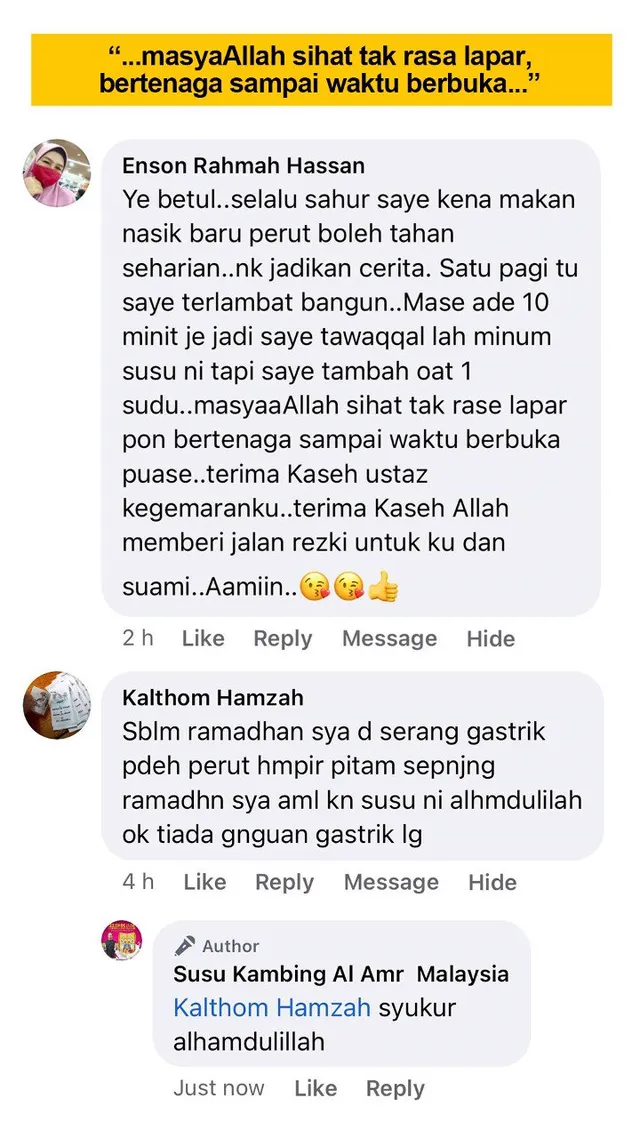 “...masyaAllah sihat tak rasa lapar,
bertenaga sampai waktu berbuka...”
Enson Rahmah Hassan
Ye betul..selalu sahur saye kena makan
nasik baru perut boleh tahan
seharian..nk jadikan cerita. Satu pagi tu
saye terlambat bangun..Mase ade 10
minit je jadi saye tawaqqal lah minum
susu ni tapi saye tambah oat 1
sudu..masyaaAllah sihat tak rase lapar
pon bertenaga sampai waktu berbuka
puase..terima Kaseh ustaz
kegemaranku..terima Kaseh Allah
memberi jalan rezki untuk ku dan
suami..Aamiin..😘😘👍
2 h Like Reply Message Hide
Kalthom Hamzah
Sblm ramadhan sya d serang gastrik
pdeh perut hmpir pitam sepnjng
ramadhn sya aml kn susu ni alhmdulilah
ok tiada gnguan gastrik lg
4 h Like Reply Message Hide
Author
Susu Kambing Al Amr Malaysia
Kalthom Hamzah syukur
alhamdulillah
Just now Like Reply